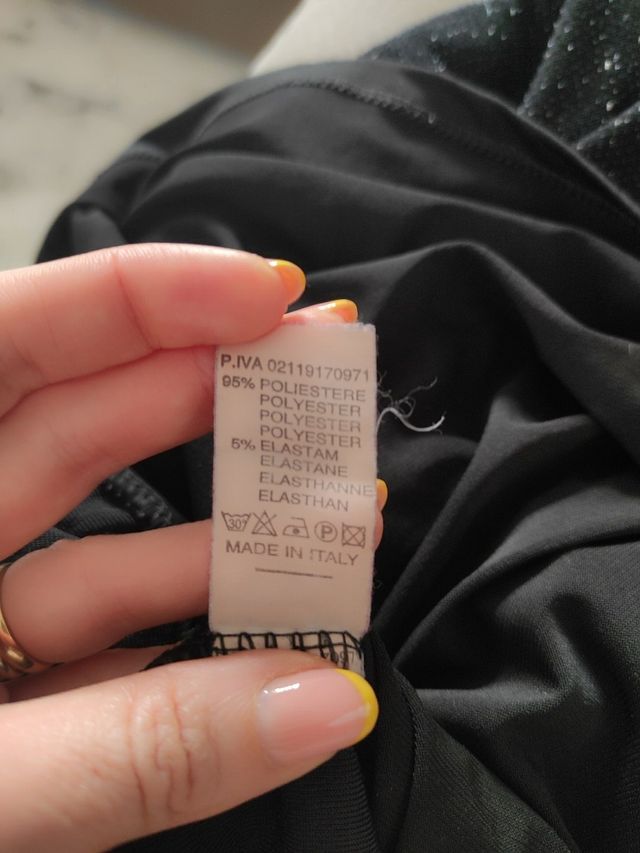 P.IVA 02119170971
95% POLIESTERE
POLYESTER
POLYESTER
POLYESTER
5% ELASTAM
ELASTANE
ELASTHANNE
ELASTHAN
30° P
MADE IN ITALY